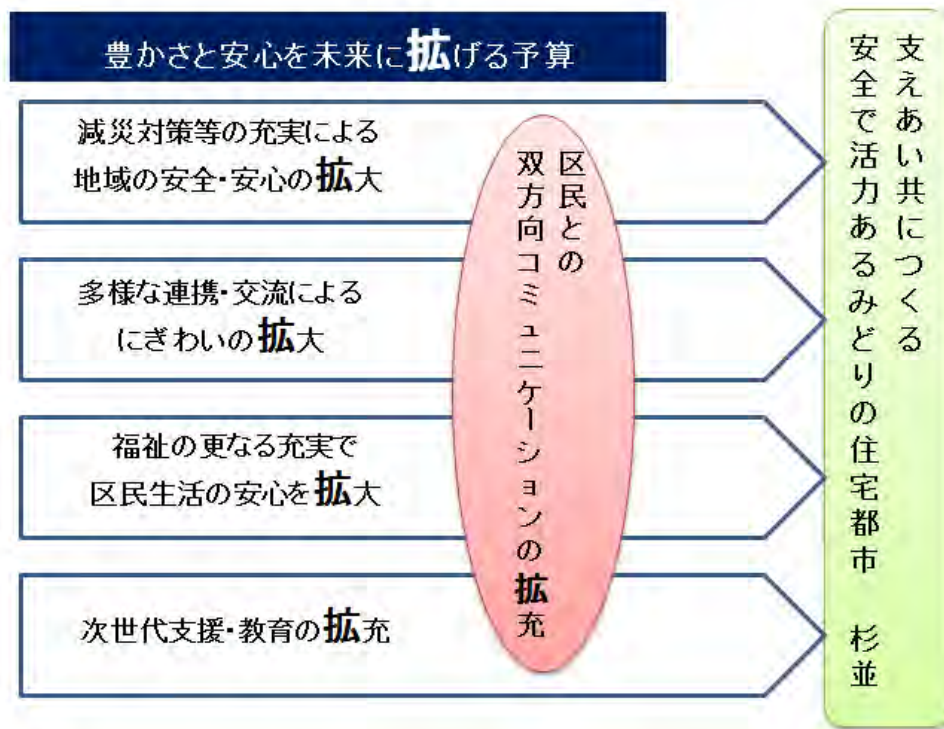 豊かさと安心を未来に拡げる予算
減災対策等の充実による
地域の安全・安心の拡大
多様な連携・交流による
にぎわいの拡大
福祉の更なる充実で
区民生活の安心を拡大
次世代支援・教育の拡充
区民との
双方向コミュニケーションの拡充
支えあい共につくる
安全で活力あるみどりの住宅都市 杉並